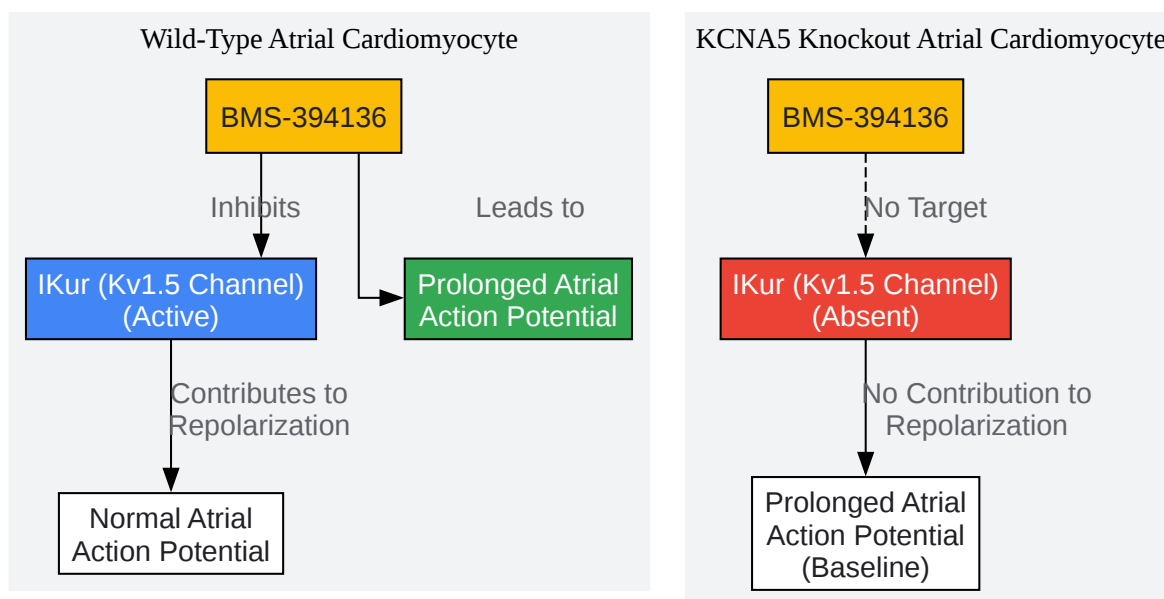 Wild-Type Atrial Cardiomyocyte
BMS-394136
Inhibits
Leads to
IKur (Kv1.5 Channel)
(Active)
Prolonged Atrial
Action Potential
Contributes to
Repolarization
Normal Atrial
Action Potential
KCNA5 Knockout Atrial Cardiomyocyte
BMS-394136
No Target
IKur (Kv1.5 Channel)
(Absent)
No Contribution to
Repolarization
Prolonged Atrial
Action Potential
(Baseline)